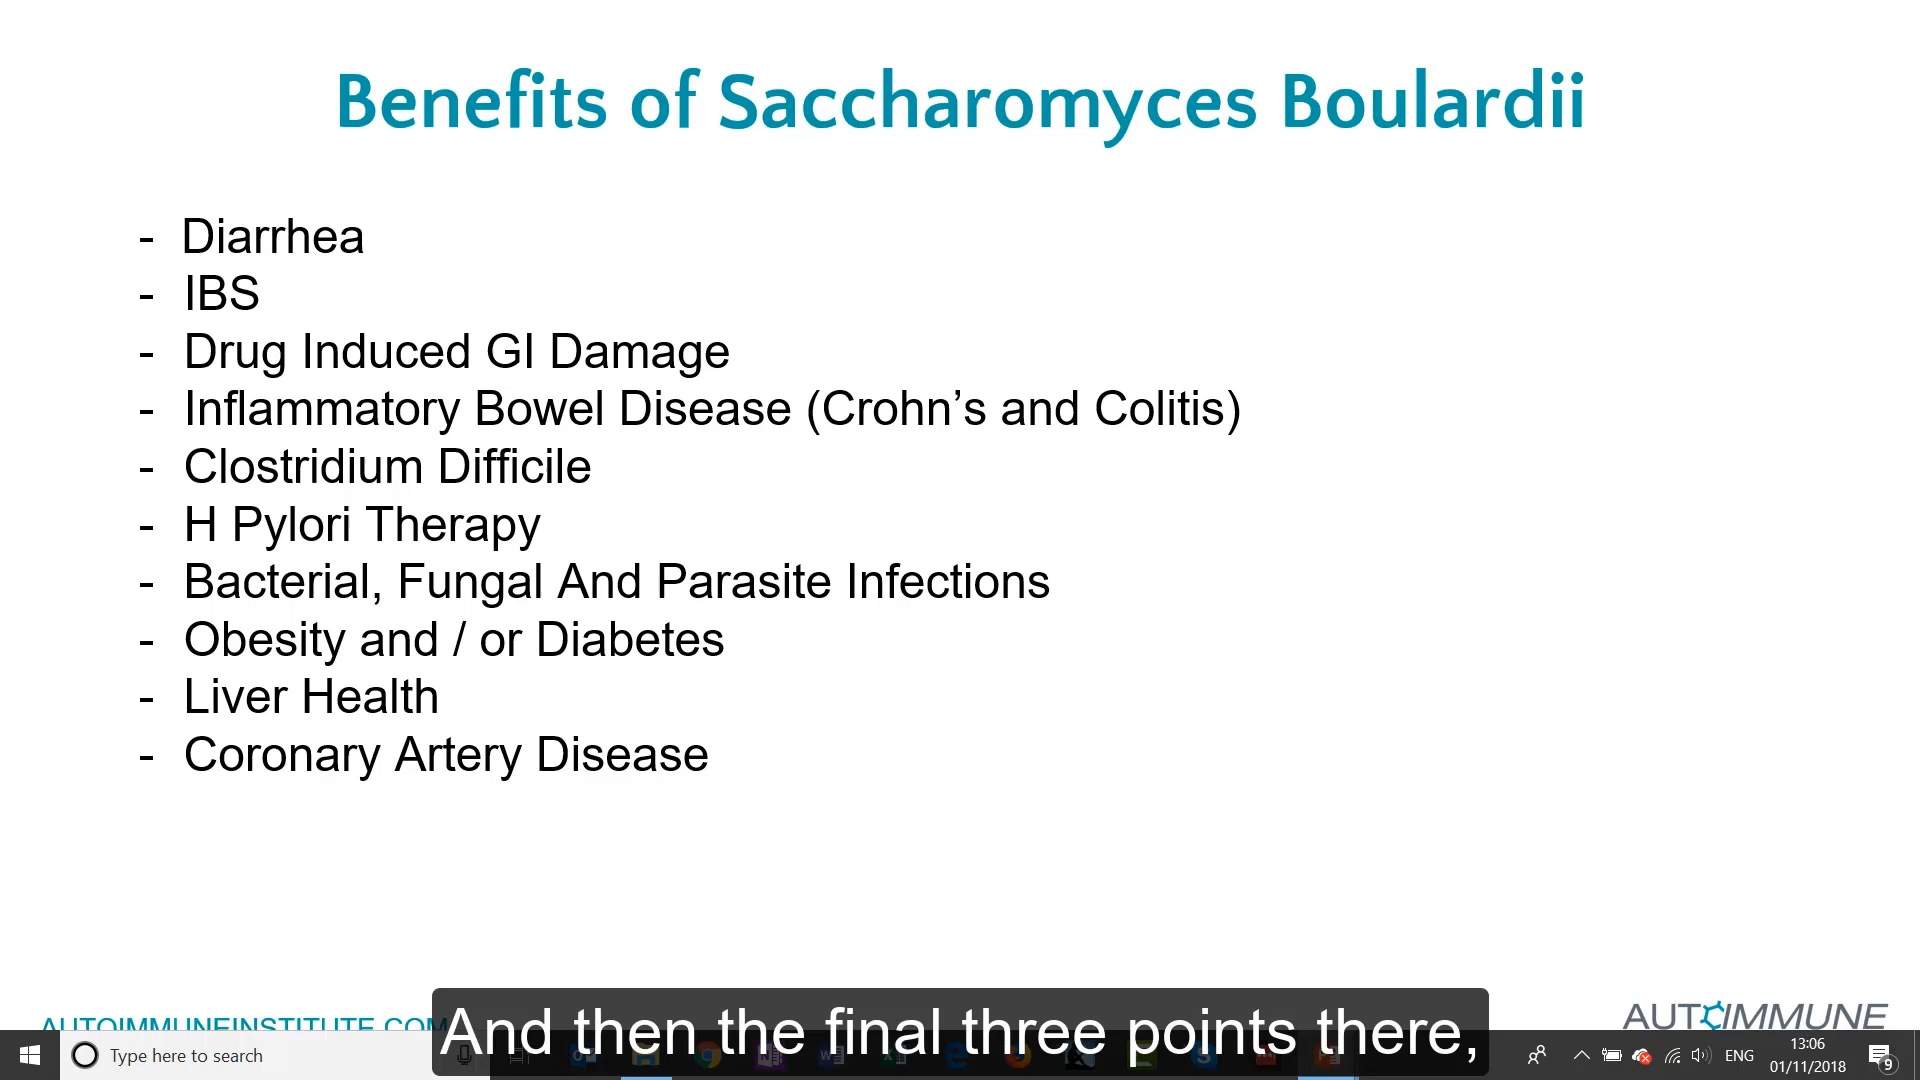 Benefits of Saccharomyces Boulardii
- Diarrhea
- IBS
- Drug Induced GI Damage
- Inflammatory Bowel Disease (Crohn’s and Colitis)
- Clostridium Difficile
- H Pylori Therapy
- Bacterial, Fungal And Parasite Infections
- Obesity and / or Diabetes
- Liver Health
- Coronary Artery Disease
AUTOIMMUNEINSTITUTE.COM
AUTOIMMUNE
And then the final three points there,
Type here to search
ENG
13:06
01/11/2018
9